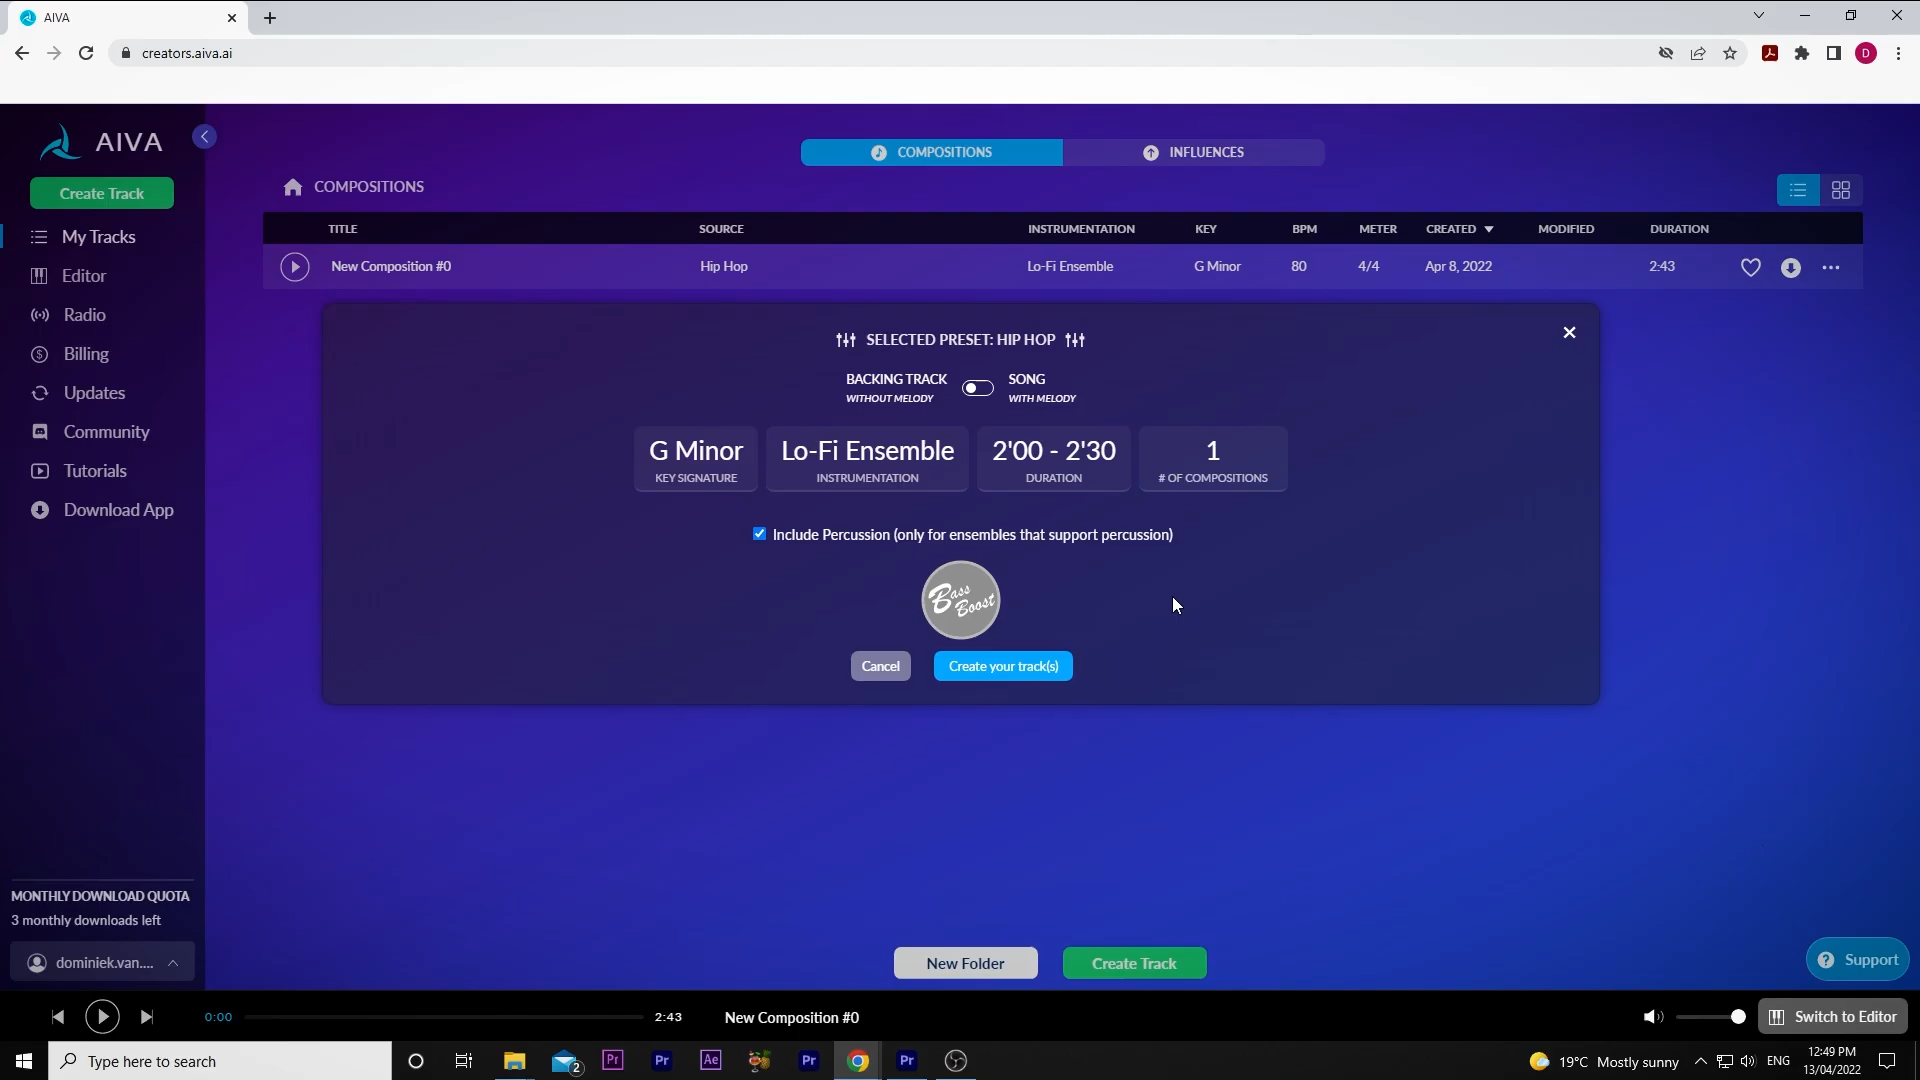 AIVA
creators.aiva.ai
D
AIVA
Create Track
My Tracks
Editor
Radio
Billing
Updates
Community
Tutorials
Download App
COMPOSITIONS
INFLUENCES
COMPOSITIONS
TITLE SOURCE INSTRUMENTATION KEY BPM METER CREATED MODIFIED DURATION
New Composition #0 Hip Hop Lo-Fi Ensemble G Minor 80 4/4 Apr 8, 2022 2:43
SELECTED PRESET: HIP HOP
BACKING TRACK SONG
WITHOUT MELODY WITH MELODY
G Minor Lo-Fi Ensemble 2'00 - 2'30 1
KEY SIGNATURE INSTRUMENTATION DURATION # OF COMPOSITIONS
Include Percussion (only for ensembles that support percussion)
Bass
Boost
Cancel Create your track(s)
MONTHLY DOWNLOAD QUOTA
3 monthly downloads left
dominiek.van....
New Folder Create Track
Support
0:00 2:43 New Composition #0 Switch to Editor
Type here to search
2
Pr
Pr
Ae
Pr
Pr
19°C Mostly sunny
ENG
12:49 PM
13/04/2022